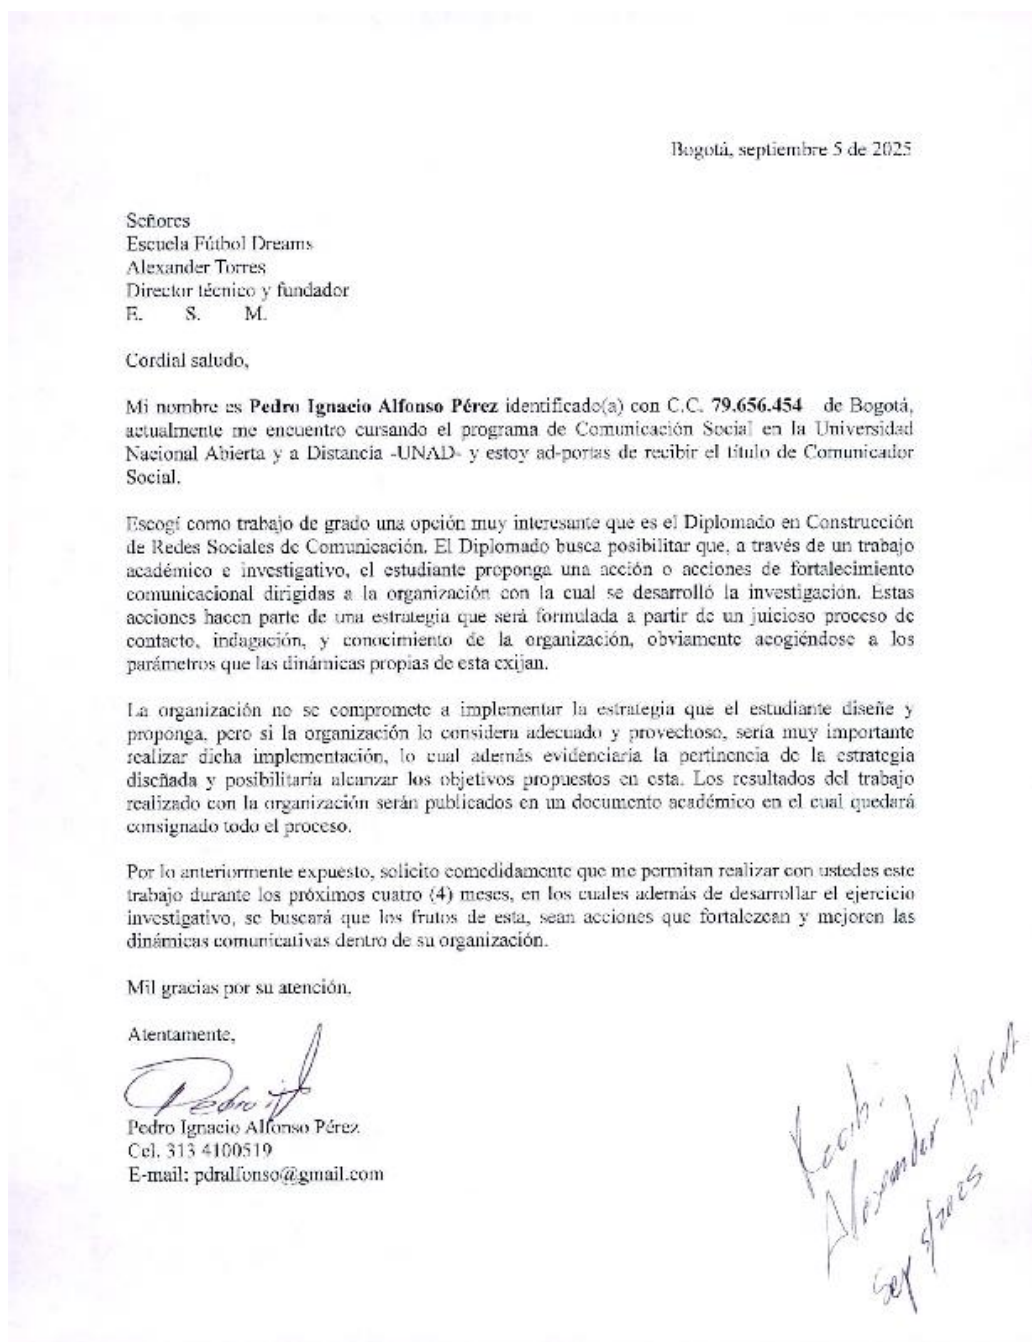 Bogotá, septiembre 5 de 2025
Señores
Escuela Fútbol Dreams
Alexander Torres
Director técnico y fundador
E. S. M.
Cordial saludo,
Mi nombre es Pedro Ignacio Alfonso Pérez identificado(a) con C.C. 79.656.454 de Bogotá,
actualmente me encuentro cursando el programa de Comunicación Social en la Universidad
Nacional Abierta y a Distancia -UNAD- y estoy ad-portas de recibir el título de Comunicador
Social.
Escogí como trabajo de grado una opción muy interesante que es el Diplomado en Construcción
de Redes Sociales de Comunicación. El Diplomado busca posibilitar que, a través de un trabajo
académico e investigativo, el estudiante proponga una acción o acciones de fortalecimiento
comunicacional dirigidas a la organización con la cual se desarrolló la investigación. Estas
acciones hacen parte de una estrategia que será formulada a partir de un juicioso proceso de
contacto, indagación, y conocimiento de la organización, obviamente acogiéndose a los
parámetros que las dinámicas propias de esta exijan.
La organización no se compromete a implementar la estrategia que el estudiante diseñe y
proponga, pero si la organización lo considera adecuado y provechoso, sería muy importante
realizar dicha implementación, lo cual además evidenciaría la pertinencia de la estrategia
diseñada y posibilitaría alcanzar los objetivos propuestos en esta. Los resultados del trabajo
realizado con la organización serán publicados en un documento académico en el cual quedará
consignado todo el proceso.
Por lo anteriormente expuesto, solicito comedidamente que me permitan realizar con ustedes este
trabajo durante los próximos cuatro (4) meses, en los cuales además de desarrollar el ejercicio
investigativo, se buscará que los frutos de esta, sean acciones que fortalezcan y mejoren las
dinámicas comunicativas dentro de su organización.
Mil gracias por su atención.
Atentamente,
Pedro
Pedro Ignacio Alfonso Pérez
Cel. 313 4100519
E-mail: pdralfonso@gmail.com
Recibi.
Alexander Torres
Sep 5/2025